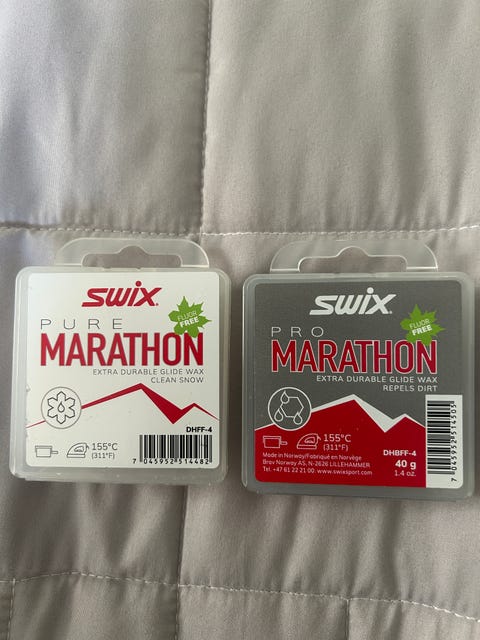 SWIX
FLUOR
FREE
PURE
MARATHON
EXTRA DURABLE GLIDE WAX
CLEAN SNOW
DHFF-4
155°C
(311°F)
7 045952 514482
SWIX
FLUOR
FREE
PRO
MARATHON
EXTRA DURABLE GLIDE WAX
REPELS DIRT
155°C
(311°F)
DHBFF-4
40 g
1.4 oz.
Made in Norway/Fabriqué en Norvège
Brav Norway AS, N-2626 LILLEHAMMER
Tel. +47 61 22 21 00. www.swixsport.com
7 045952 514505